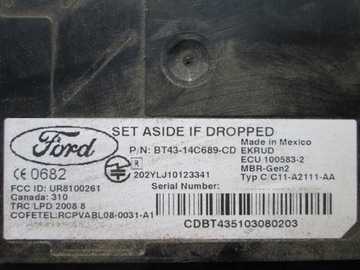 Ford
SET ASIDE IF DROPPED
P/N: BT43-14C689-CD
Made in Mexico
EKRUD
ECU 100583-2
MBR-Gen2
Typ C C11-A2111-AA
CE 0682
202YLJ10123341
FCC ID: UR8100261
Canada: 310
TRC LPD 2008 8
COFETEL:RCPVABL08-0031-A1
Serial Number:
CDBT435103080203